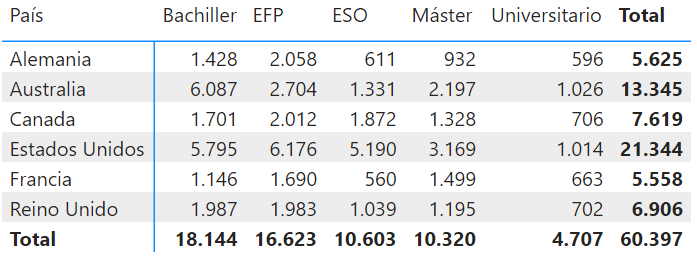 País Bachiller EFP ESO Máster Universitario Total
Alemania 1.428 2.058 611 932 596 5.625
Australia 6.087 2.704 1.331 2.197 1.026 13.345
Canada 1.701 2.012 1.872 1.328 706 7.619
Estados Unidos 5.795 6.176 5.190 3.169 1.014 21.344
Francia 1.146 1.690 560 1.499 663 5.558
Reino Unido 1.987 1.983 1.039 1.195 702 6.906
Total 18.144 16.623 10.603 10.320 4.707 60.397